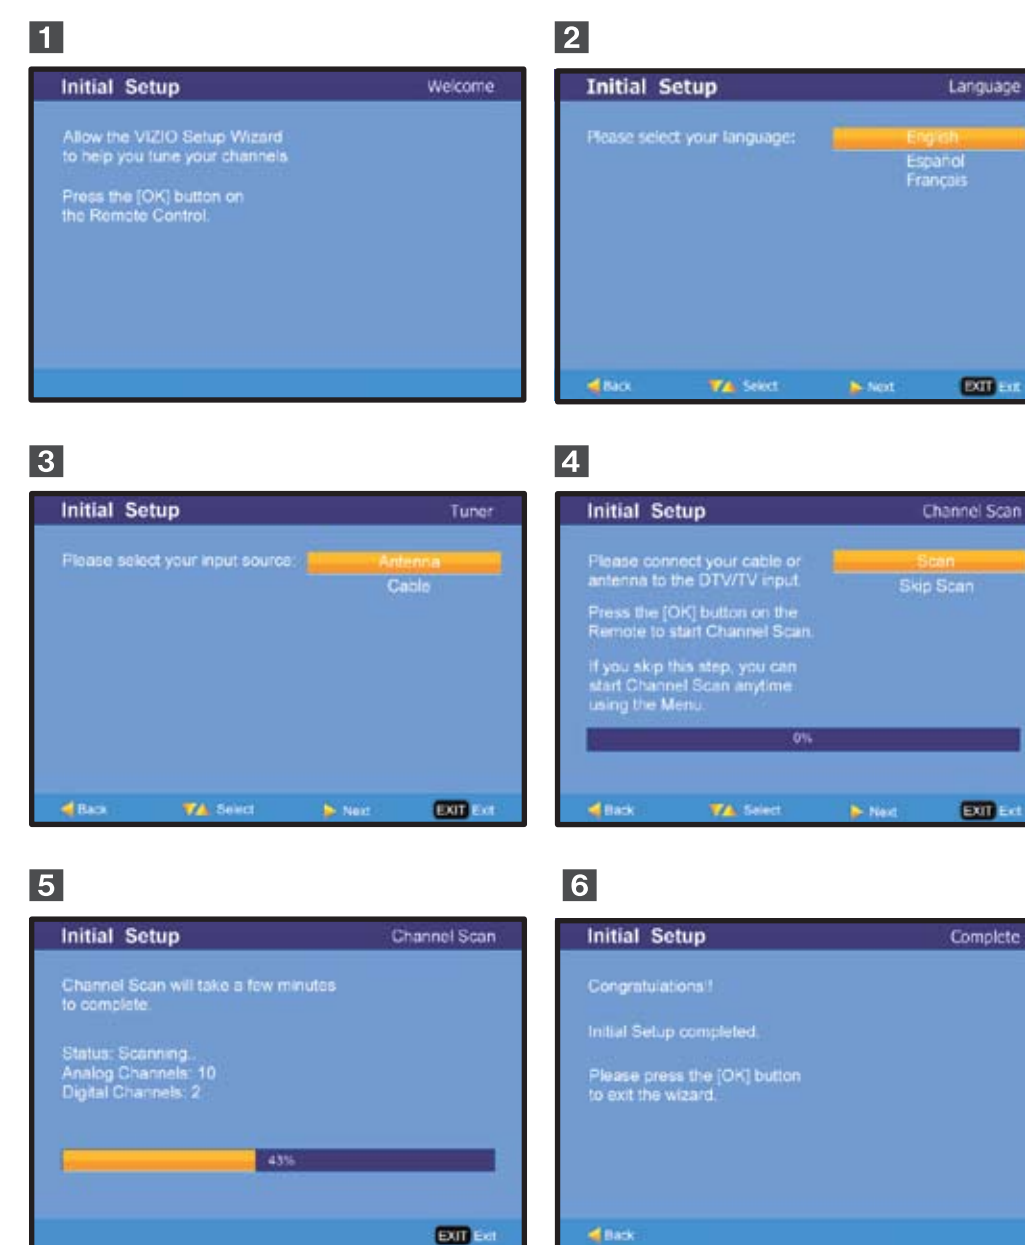 1
Initial Setup Welcome
Allow the VIZIO Setup Wizard
to help you tune your channels
Press the [OK] button on
the Remote Control.
2
Initial Setup Language
Please select your language: English
Español
Français
Back Select Next EXIT Exit
3
Initial Setup Tuner
Please select your input source: Antenna
Cable
Back Select Next EXIT Exit
4
Initial Setup Channel Scan
Please connect your cable or
antenna to the DTV/TV input.
Scan
Skip Scan
Press the [OK] button on the
Remote to start Channel Scan.
If you skip this step, you can
start Channel Scan anytime
using the Menu.
0%
Back Select Next EXIT Exit
5
Initial Setup Channel Scan
Channel Scan will take a few minutes
to complete.
Status: Scanning..
Analog Channels: 10
Digital Channels: 2
43%
EXIT Exit
6
Initial Setup Complete
Congratulations!!
Initial Setup completed.
Please press the [OK] button
to exit the wizard.
Back